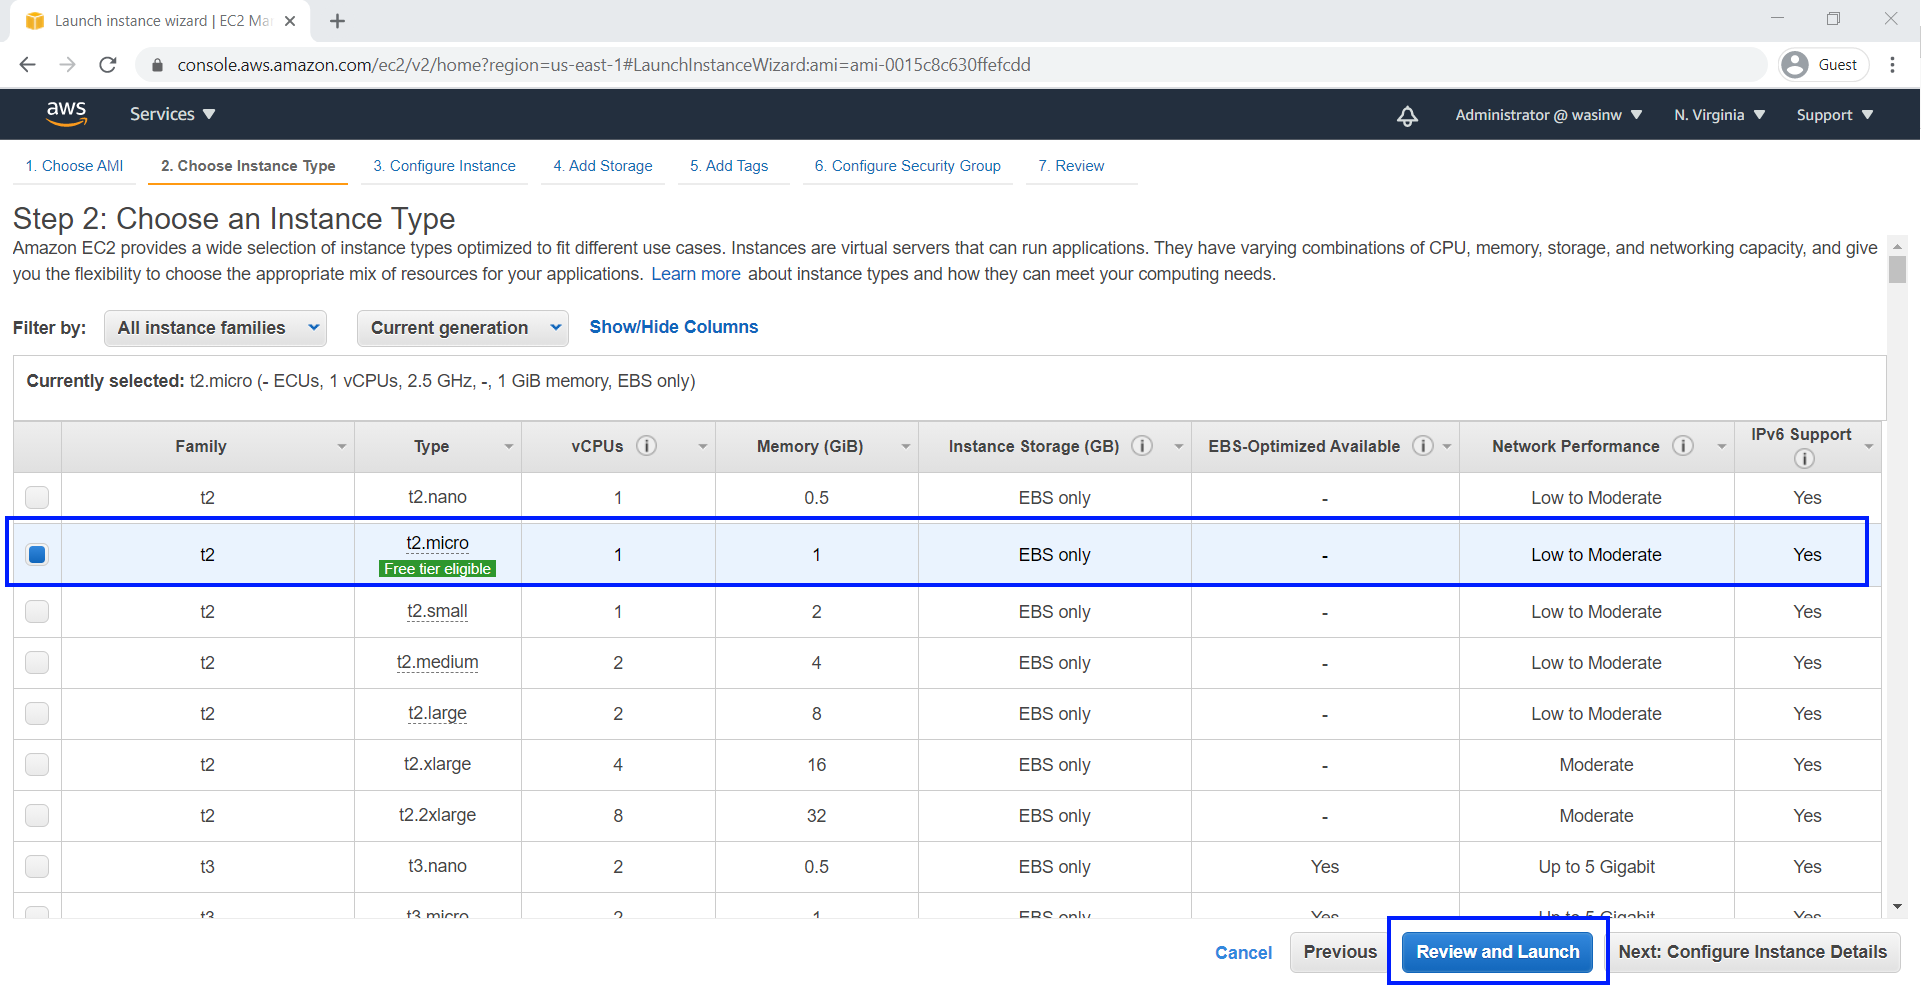 Launch instance wizard | EC2 Ma
console.aws.amazon.com/ec2/v2/home?region=us-east-1#LaunchInstanceWizard:ami=ami-0015c8c630ffefcdd
Guest
aws
Services
Administrator @ wasinw
N. Virginia
Support
1. Choose AMI
2. Choose Instance Type
3. Configure Instance
4. Add Storage
5. Add Tags
6. Configure Security Group
7. Review
Step 2: Choose an Instance Type
Amazon EC2 provides a wide selection of instance types optimized to fit different use cases. Instances are virtual servers that can run applications. They have varying combinations of CPU, memory, storage, and networking capacity, and give
you the flexibility to choose the appropriate mix of resources for your applications. Learn more about instance types and how they can meet your computing needs.
Filter by: All instance families Current generation Show/Hide Columns
Currently selected: t2.micro (- ECUs, 1 vCPUs, 2.5 GHz, -, 1 GiB memory, EBS only)
Family Type vCPUs Memory (GiB) Instance Storage (GB) EBS-Optimized Available Network Performance IPv6 Support
t2 t2.nano 1 0.5 EBS only - Low to Moderate Yes
t2 t2.micro 1 1 EBS only - Low to Moderate Yes
Free tier eligible
t2 t2.small 1 2 EBS only - Low to Moderate Yes
t2 t2.medium 2 4 EBS only - Low to Moderate Yes
t2 t2.large 2 8 EBS only - Low to Moderate Yes
t2 t2.xlarge 4 16 EBS only - Moderate Yes
t2 t2.2xlarge 8 32 EBS only - Moderate Yes
t3 t3.nano 2 0.5 EBS only Yes Up to 5 Gigabit Yes
t3 t3.micro 2 1 EBS only Yes Up to 5 Gigabit Yes
Cancel
Previous
Review and Launch
Next: Configure Instance Details